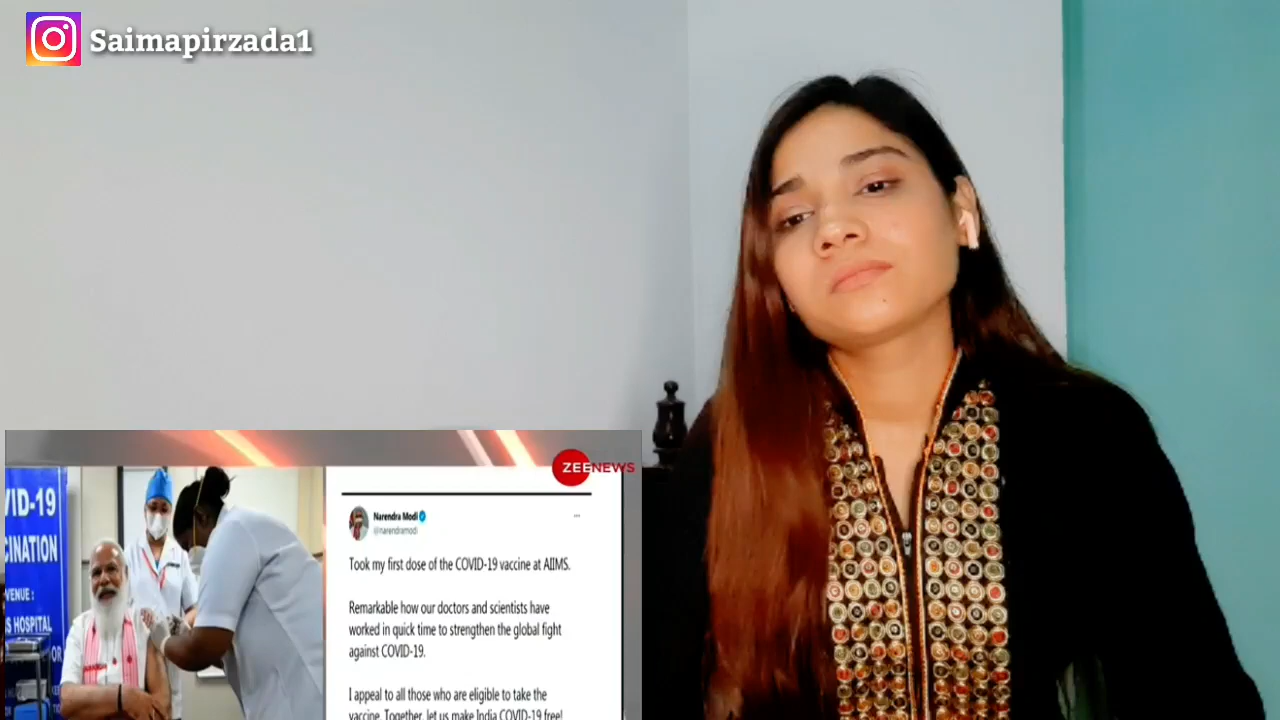 Saimapirzada1
ZEENEWS
VID-19
CINATION
VENUE :
S HOSPITAL
OR
Narendra Modi
@narendramodi
Took my first dose of the COVID-19 vaccine at AIIMS.
Remarkable how our doctors and scientists have
worked in quick time to strengthen the global fight
against COVID-19.
I appeal to all those who are eligible to take the
vaccine. Together, let us make India COVID-19 free!